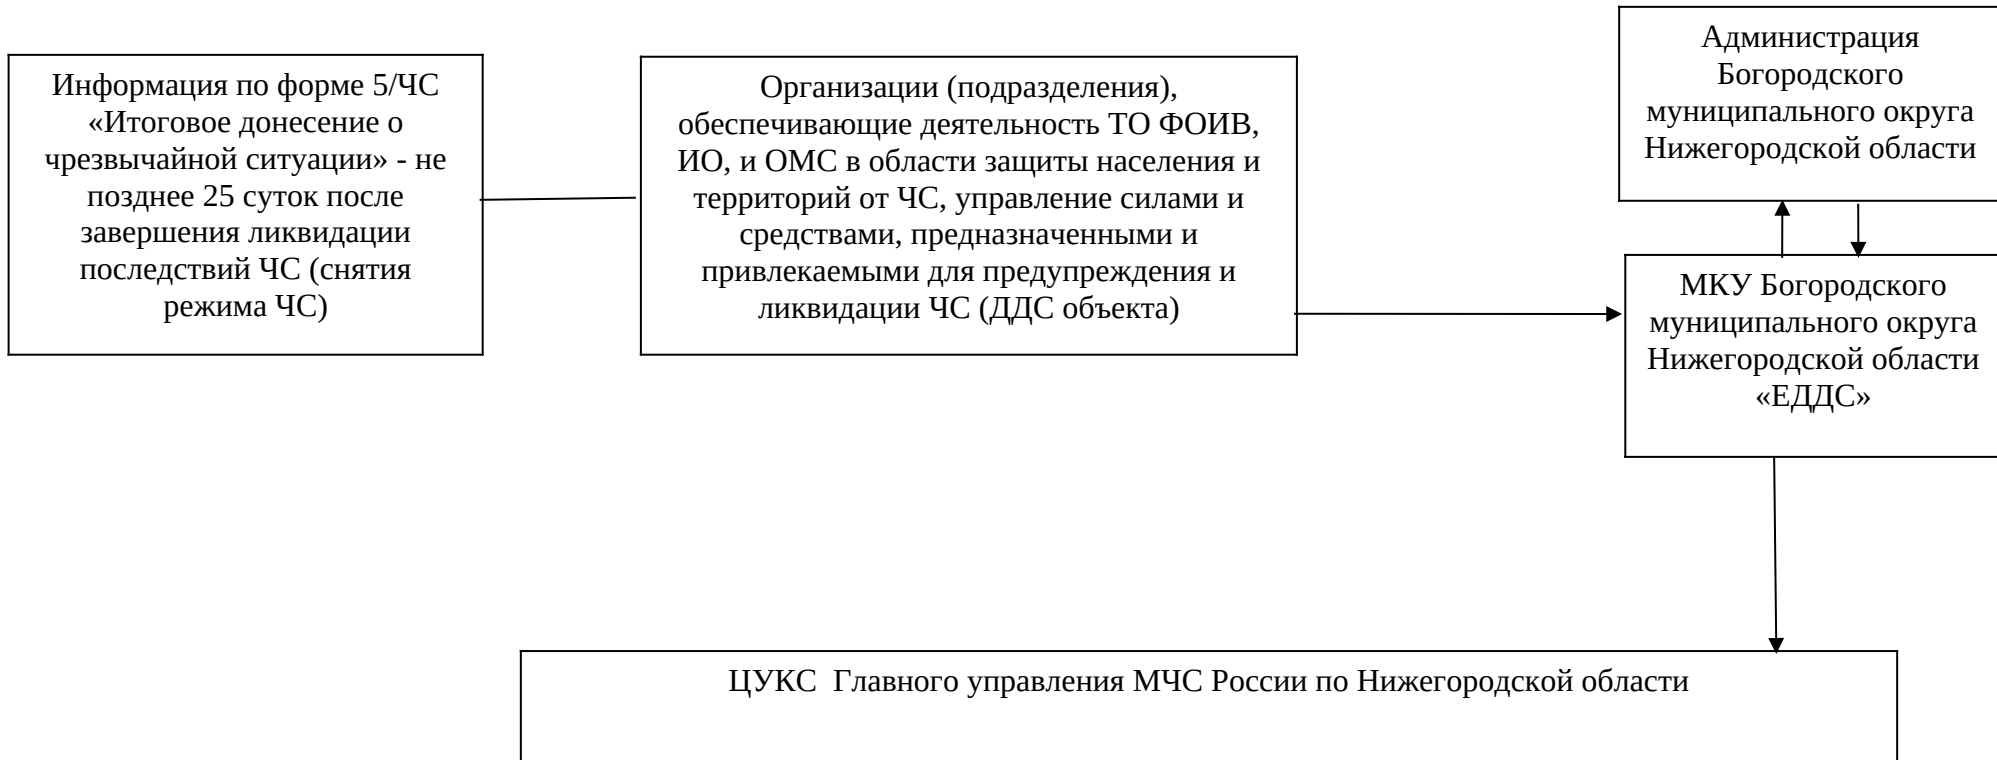 Информация по форме 5/ЧС
«Итоговое донесение о
чрезвычайной ситуации» - не
позднее 25 суток после
завершения ликвидации
последствий ЧС (снятия
режима ЧС)
Организации (подразделения),
обеспечивающие деятельность ТО ФОИВ,
ИО, и ОМС в области защиты населения и
территорий от ЧС, управление силами и
средствами, предназначенными и
привлекаемыми для предупреждения и
ликвидации ЧС (ДДС объекта)
Администрация
Богородского
муниципального округа
Нижегородской области
МКУ Богородского
муниципального округа
Нижегородской области
«ЕДДС»
ЦУКС Главного управления МЧС России по Нижегородской области